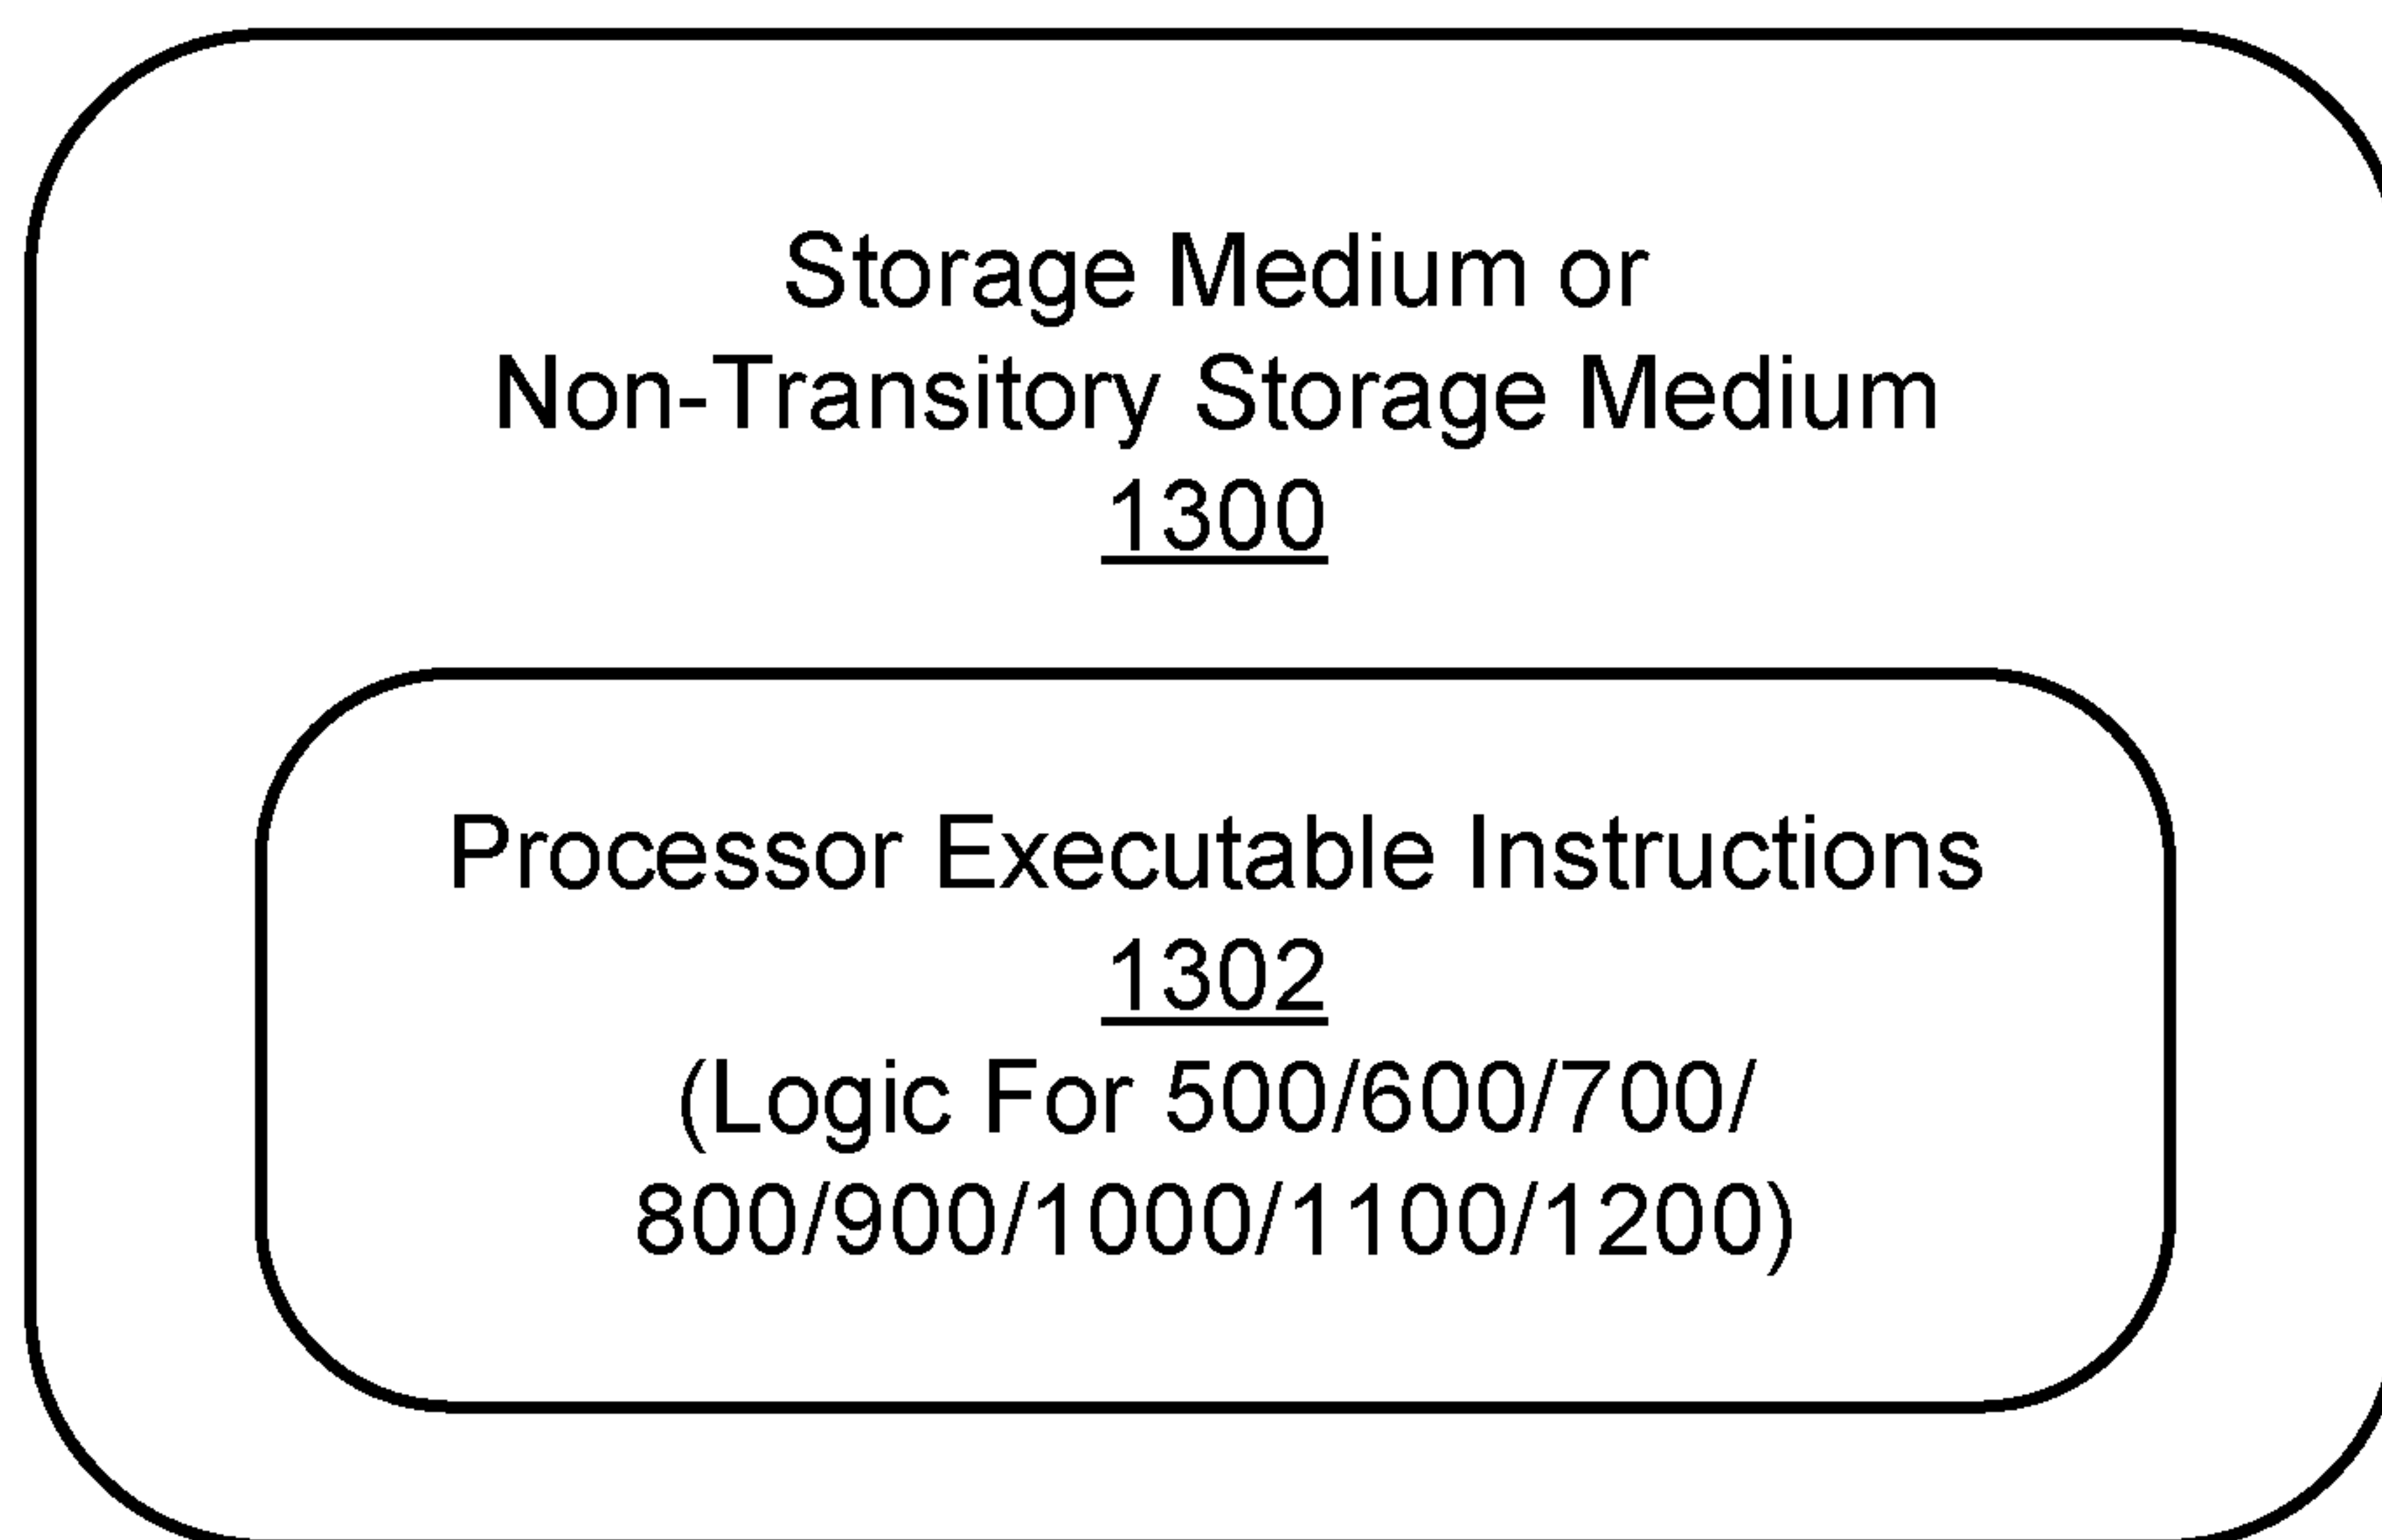 Storage Medium or
Non-Transitory Storage Medium
1300
Processor Executable Instructions
1302
(Logic For 500/600/700/
800/900/1000/1100/1200)